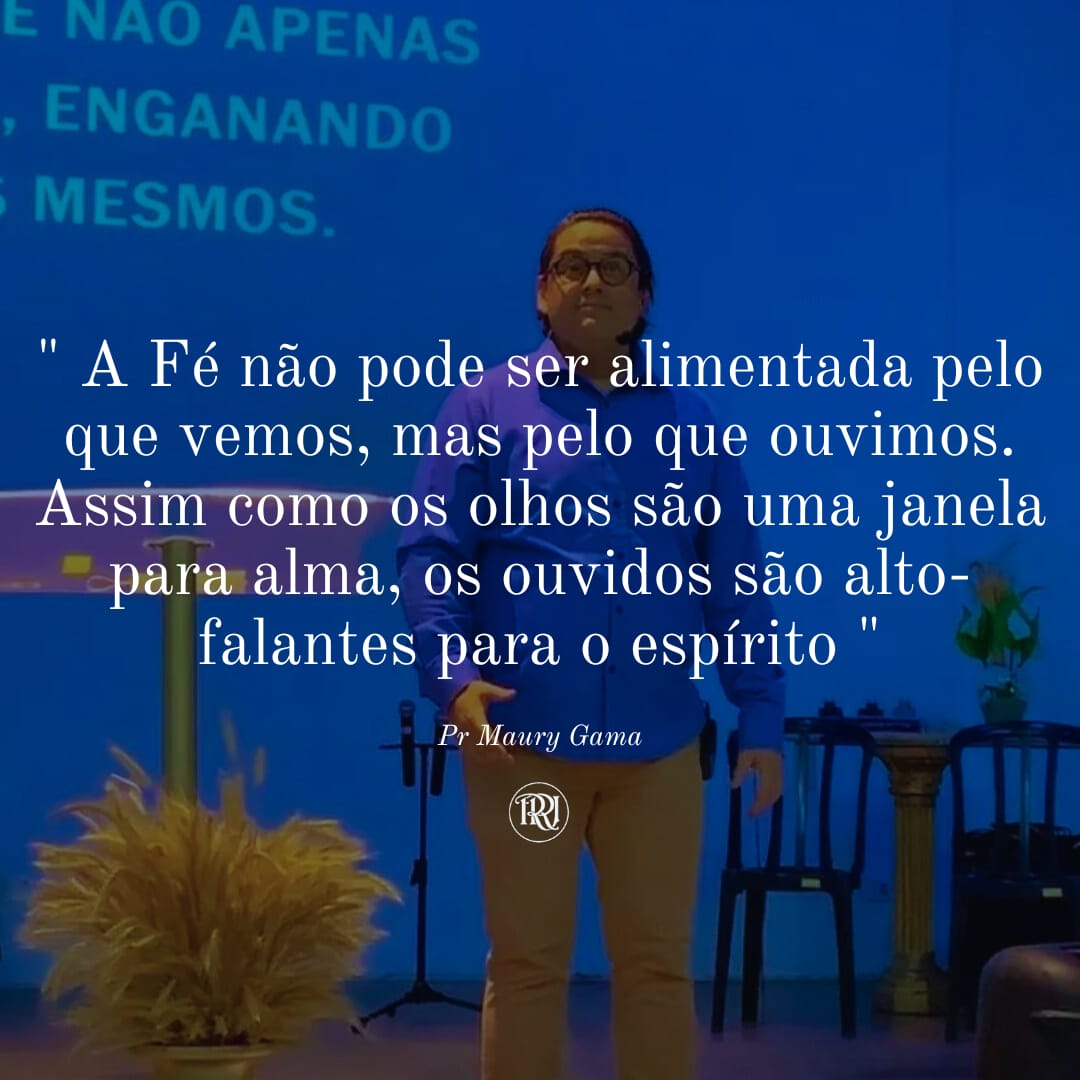 E NÃO APENAS
, ENGANANDO
S MESMOS.
" A Fé não pode ser alimentada pelo
que vemos, mas pelo que ouvimos.
Assim como os olhos são uma janela
para alma, os ouvidos são alto-
falantes para o espírito "
Pr Maury Gama